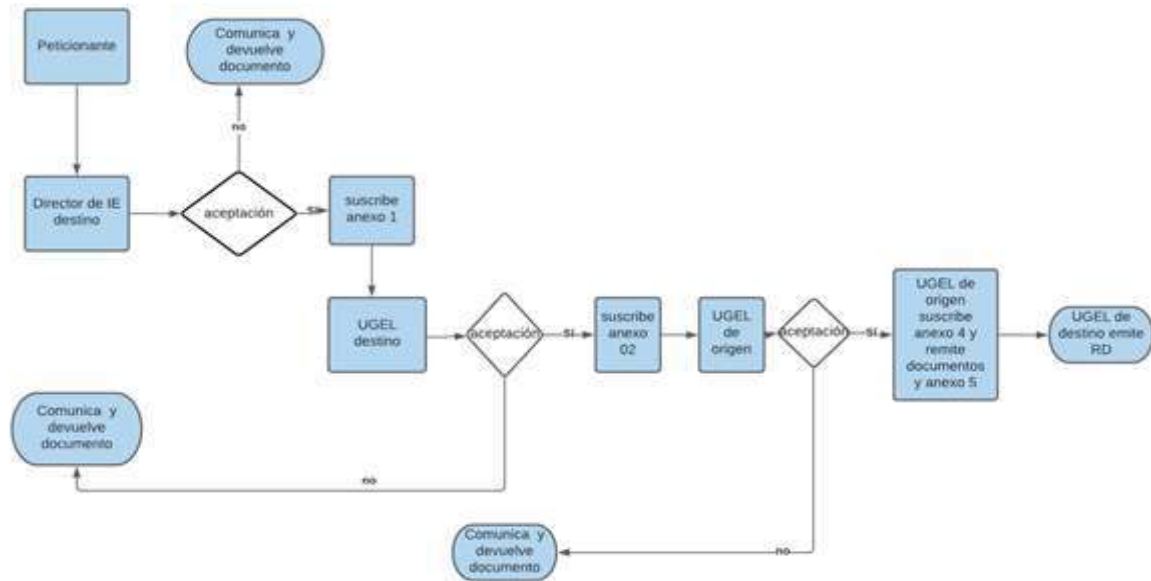 Peticionante
Comunica y
devuelve
documento
no
Director de IE
destino
aceptación
si
suscribe
anexo 1
UGEL
destino
aceptación
si
suscribe
anexo
02
UGEL
de
origen
aceptación
si
UGEL de
origen
suscribe
anexo 4 y
remite
documentos
y anexo 5
UGEL de
destino emite
RD
Comunica y
devuelve
documento
no
Comunica y
devuelve
documento
no